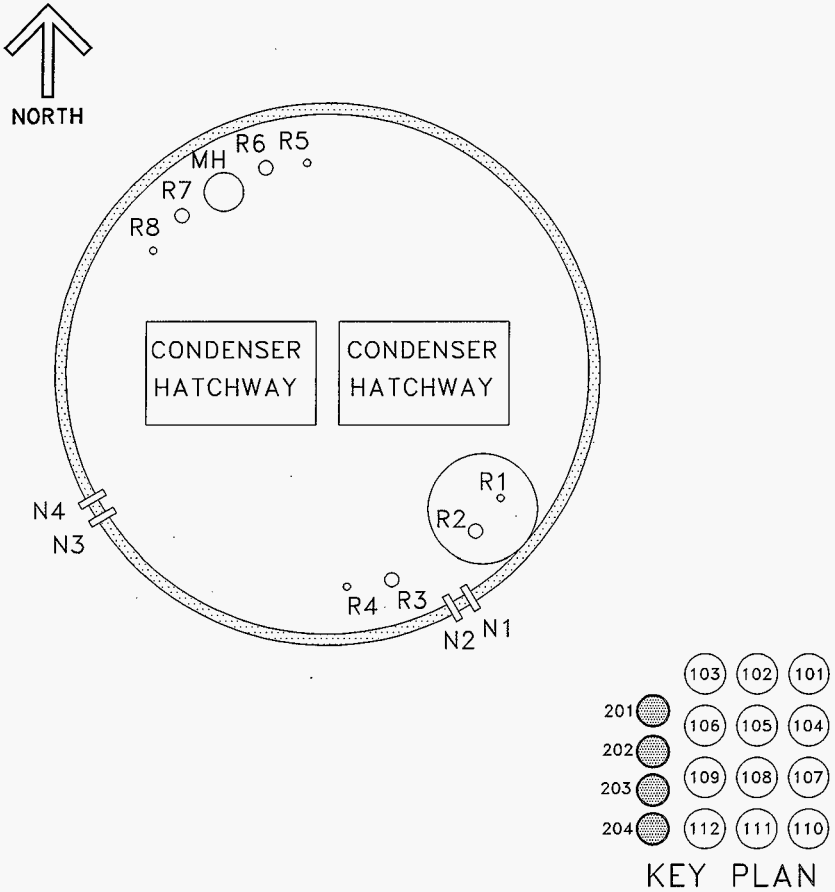 NORTH
R6 R5
MH
R7
R8
CONDENSER HATCHWAY
CONDENSER HATCHWAY
R1
R2
N4
N3
R4 R3
N2 N1
103 102 101
201
106 105 104
202
203
109 108 107
204
112 111 110
KEY PLAN